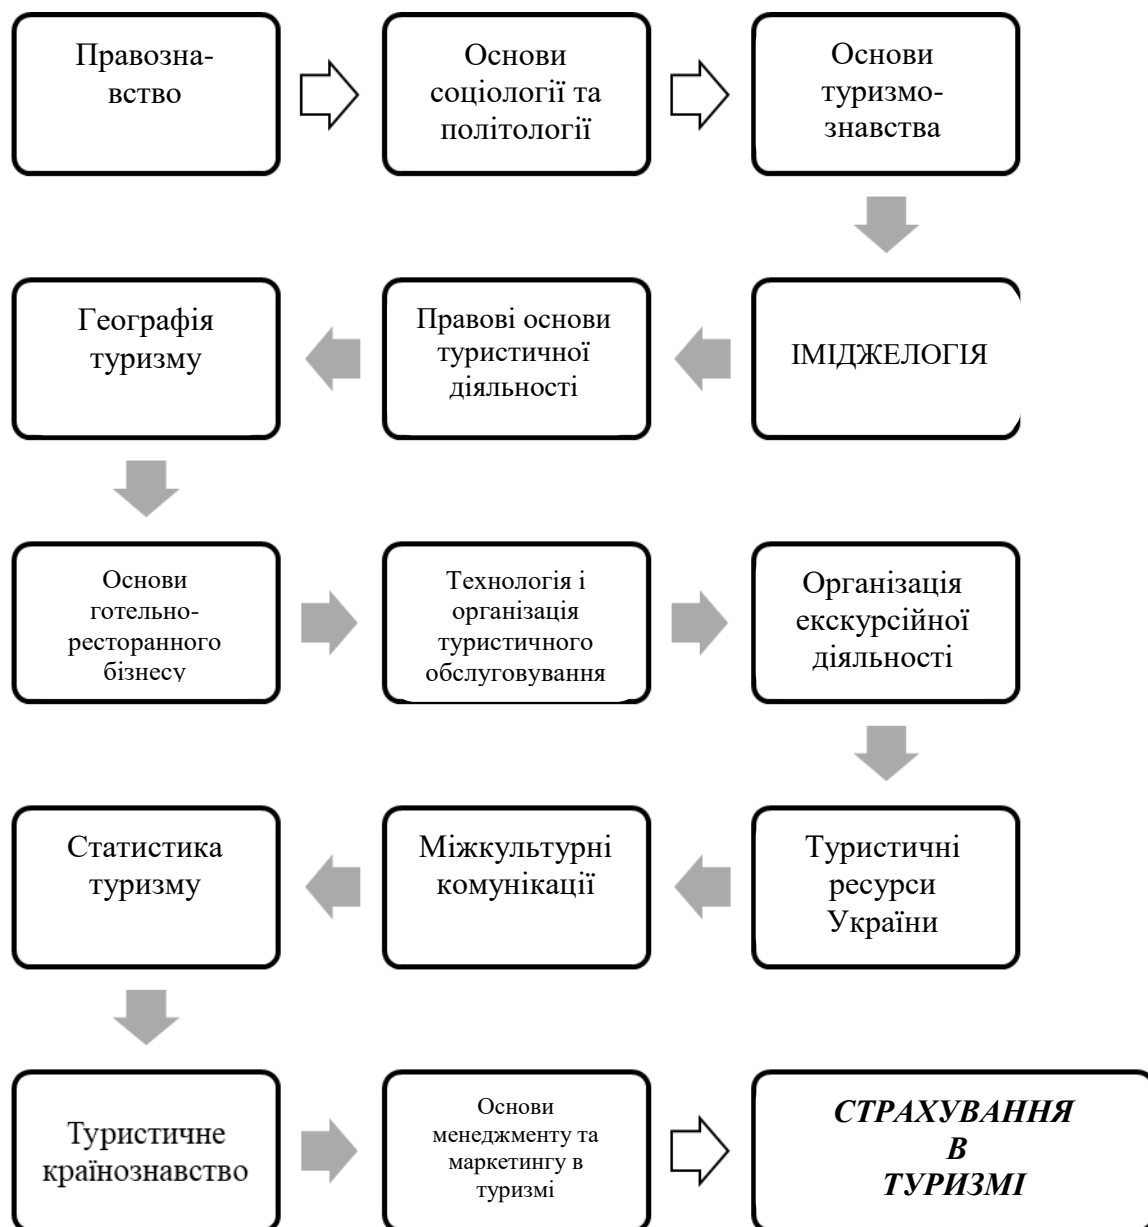 Правозна-
вство
Основи
соціології та
політології
Основи
туризмо-
знавства
Географія
туризму
Правові основи
туристичної
діяльності
ІМІДЖЕЛОГІЯ
Основи
готельно-
ресторанного
бізнесу
Технологія і
організація
туристичного
обслуговування
Організація
екскурсійної
діяльності
Статистика
туризму
Міжкультурні
комунікації
Туристичні
ресурси
України
Туристичне
країнознавство
Основи
менеджменту та
маркетингу в
туризмі
СТРАХУВАННЯ
В
ТУРИЗМІ